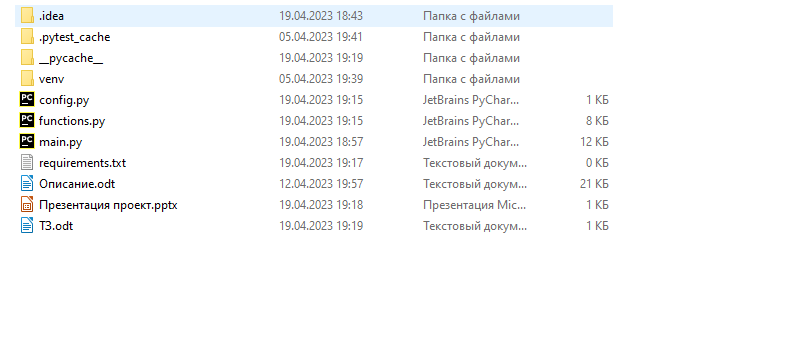 .idea 19.04.2023 18:43 Папка с файлами
.pytest_cache 05.04.2023 19:41 Папка с файлами
__pycache__ 19.04.2023 19:19 Папка с файлами
venv 05.04.2023 19:39 Папка с файлами
config.py 19.04.2023 19:15 JetBrains PyChar... 1 КБ
functions.py 19.04.2023 19:15 JetBrains PyChar... 8 КБ
main.py 19.04.2023 18:57 JetBrains PyChar... 12 КБ
requirements.txt 19.04.2023 19:17 Текстовый докум... 0 КБ
Описание.odt 12.04.2023 19:57 Текстовый докум... 21 КБ
Презентация проект.pptx 19.04.2023 19:18 Презентация Mic... 1 КБ
ТЗ.odt 19.04.2023 19:19 Текстовый докум... 1 КБ